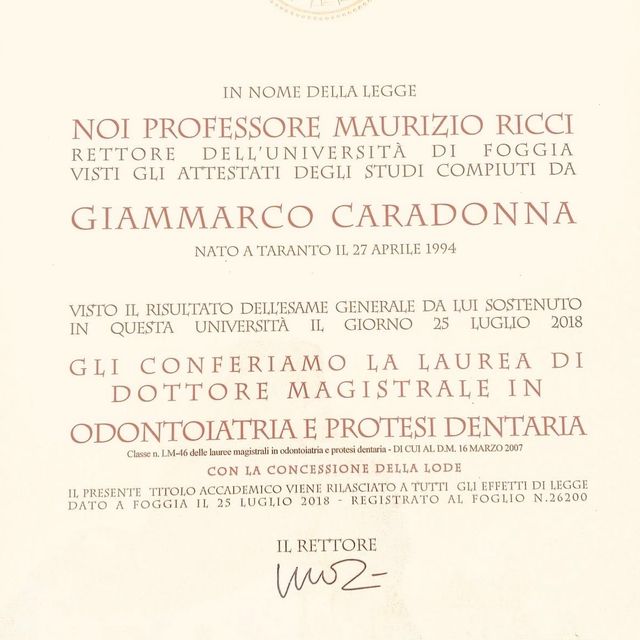 IN NOME DELLA LEGGE
NOI PROFESSORE MAURIZIO RICCI
RETTORE DELL'UNIVERSITÀ DI FOGGIA
VISTI GLI ATTESTATI DEGLI STUDI COMPIUTI DA
GIAMMARCO CARADONNA
NATO A TARANTO IL 27 APRILE 1994
VISTO IL RISULTATO DELL'ESAME GENERALE DA LUI SOSTENUTO
IN QUESTA UNIVERSITÀ IL GIORNO 25 LUGLIO 2018
GLI CONFERIAMO LA LAUREA DI
DOTTORE MAGISTRALE IN
ODONTOIATRIA E PROTESI DENTARIA
Classe n. LM-46 delle lauree magistrali in odontoiatria e protesi dentaria - DI CUI AL D.M. 16 MARZO 2007
CON LA CONCESSIONE DELLA LODE
IL PRESENTE TITOLO ACCADEMICO VIENE RILASCIATO A TUTTI GLI EFFETTI DI LEGGE
DATO A FOGGIA IL 25 LUGLIO 2018 - REGISTRATO AL FOGLIO N.26200
IL RETTORE